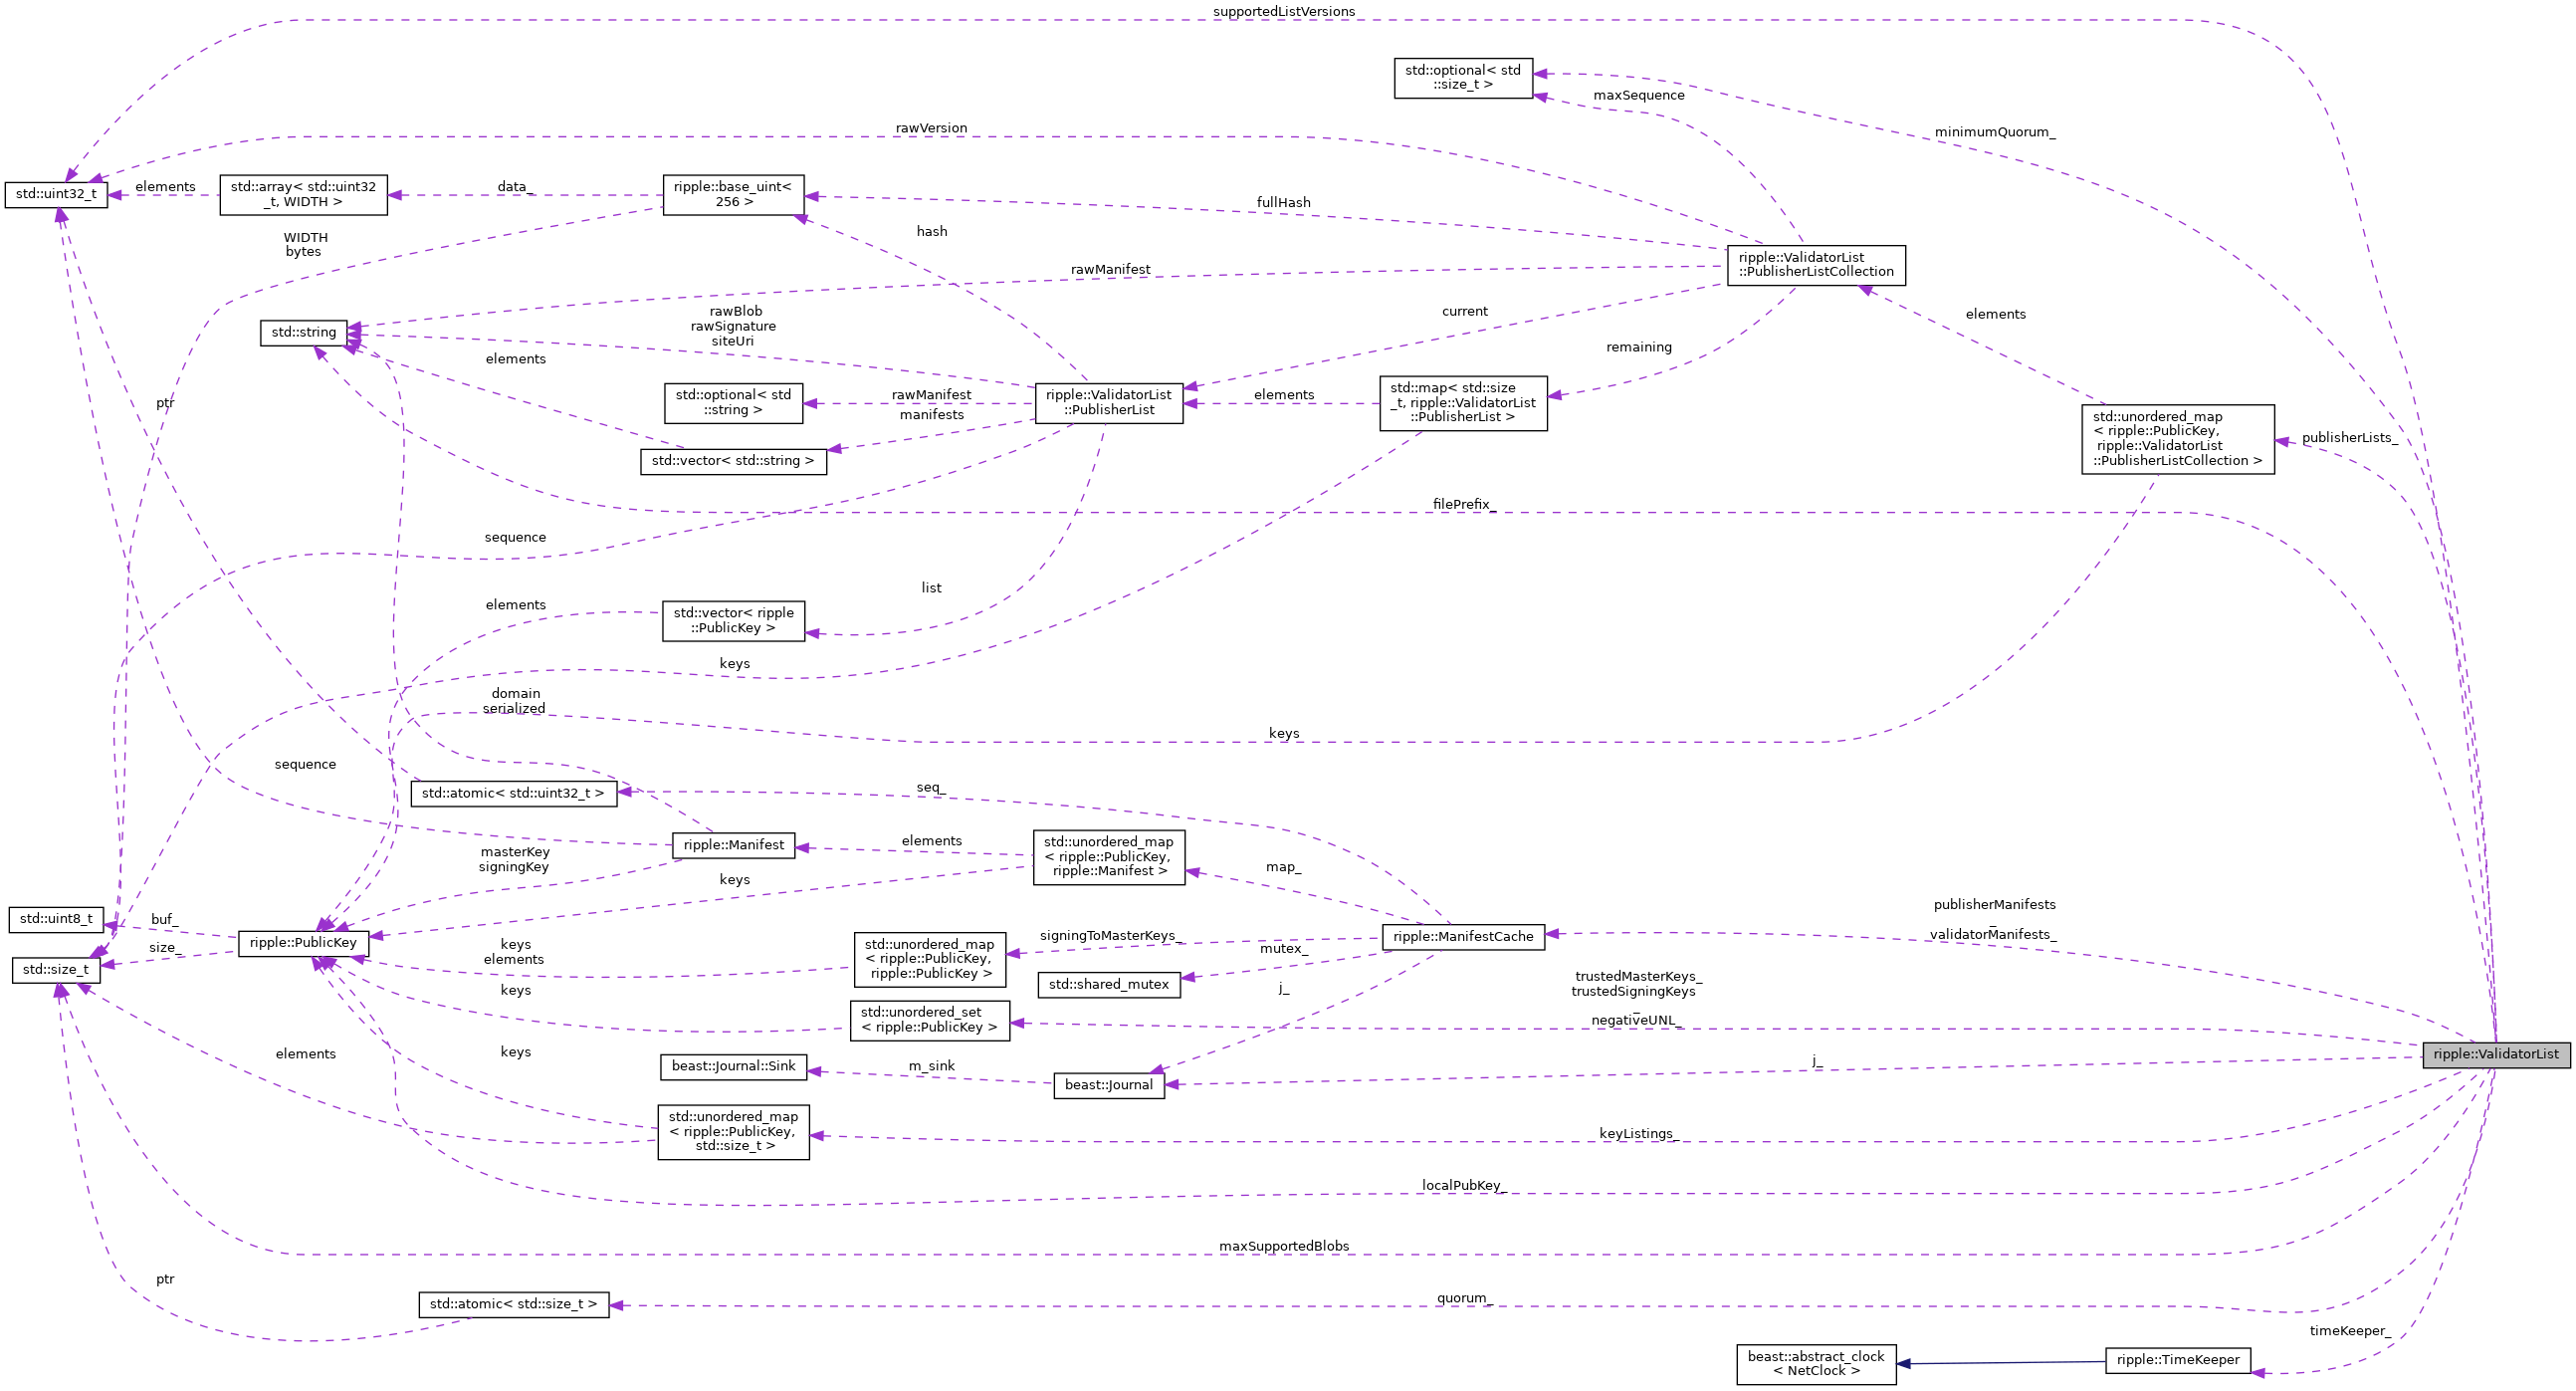 supportedListVersions
std::optional< std
::size_t >
maxSequence
rawVersion
minimumQuorum_
std::uint32_t
elements
std::array< std::uint32
_t, WIDTH >
data_
ripple::base_uint<
256 >
fullHash
hash
WIDTH
bytes
ripple::ValidatorList
::PublisherListCollection
rawManifest
std::string
rawBlob
rawSignature
siteUri
current
elements
remaining
elements
std::optional< std
::string >
rawManifest
manifests
ripple::ValidatorList
::PublisherList
elements
std::map< std::size
_t, ripple::ValidatorList
::PublisherList >
std::unordered_map
< ripple::PublicKey,
ripple::ValidatorList
::PublisherListCollection >
publisherLists_
ptr
std::vector< std::string >
filePrefix_
sequence
list
elements
std::vector< ripple
::PublicKey >
keys
domain
serialized
keys
sequence
std::atomic< std::uint32_t >
seq_
ripple::Manifest
elements
std::unordered_map
< ripple::PublicKey,
ripple::Manifest >
map_
masterKey
signingKey
keys
std::uint8_t
buf_
size_
ripple::PublicKey
std::size_t
keys
elements
std::unordered_map
< ripple::PublicKey,
ripple::PublicKey >
signingToMasterKeys_
mutex_
ripple::ManifestCache
publisherManifests
_
validatorManifests_
std::shared_mutex
j_
keys
std::unordered_set
< ripple::PublicKey >
trustedMasterKeys_
trustedSigningKeys
_
negativeUNL_
elements
keys
beast::Journal::Sink
m_sink
beast::Journal
j_
ripple::ValidatorList
std::unordered_map
< ripple::PublicKey,
std::size_t >
keyListings_
localPubKey_
maxSupportedBlobs
ptr
std::atomic< std::size_t >
quorum_
timeKeeper_
beast::abstract_clock
< NetClock >
ripple::TimeKeeper